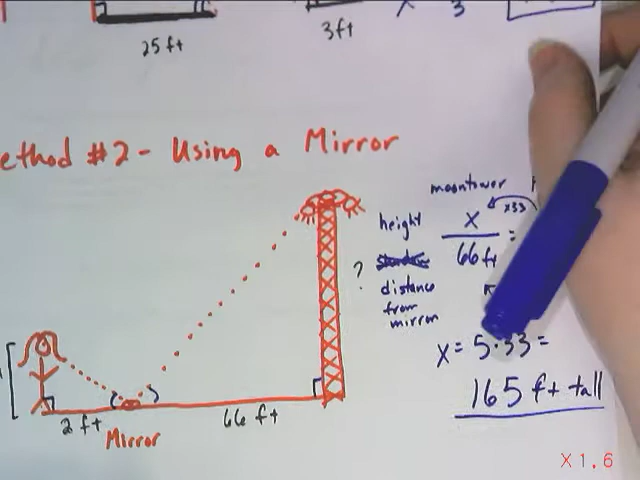 25 ft
3ft
x 3
ethod #2 - Using a Mirror
moontower
height
x
x33
66 ft
=
?
distance
from
mirror
x = 5.33 =
165 ft tall
2 ft
66 ft
Mirror
X1.6